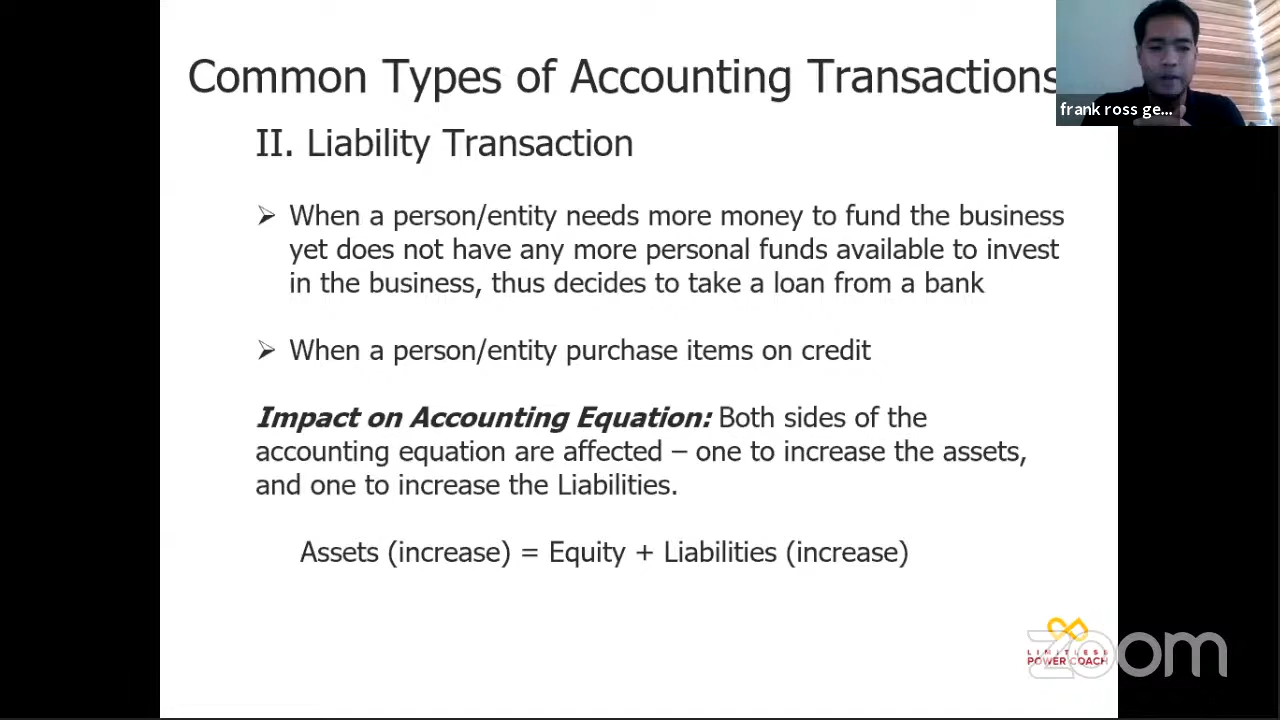 Common Types of Accounting Transactions
frank ross ge...
II. Liability Transaction
➢ When a person/entity needs more money to fund the business
yet does not have any more personal funds available to invest
in the business, thus decides to take a loan from a bank
➢ When a person/entity purchase items on credit
Impact on Accounting Equation: Both sides of the
accounting equation are affected – one to increase the assets,
and one to increase the Liabilities.
Assets (increase) = Equity + Liabilities (increase)
LIMITLESS
POWER COACH
zoom